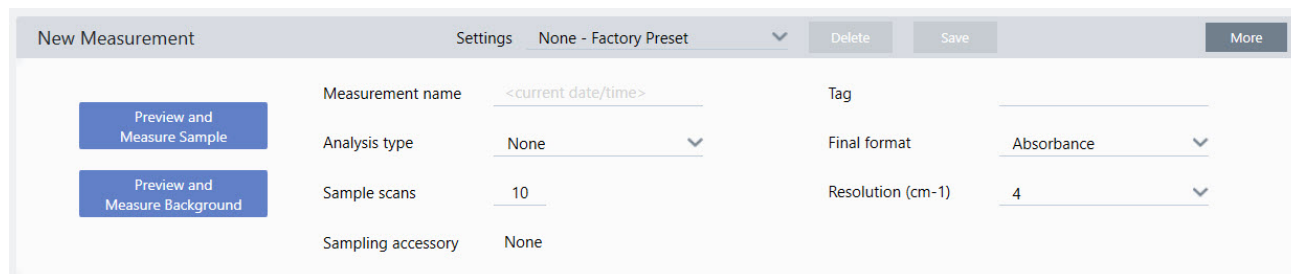 New Measurement Settings None - Factory Preset Delete Save More
Preview and
Measure Sample
Preview and
Measure Background
Measurement name <current date/time>
Analysis type None
Sample scans 10
Sampling accessory None
Tag
Final format Absorbance
Resolution (cm-1) 4